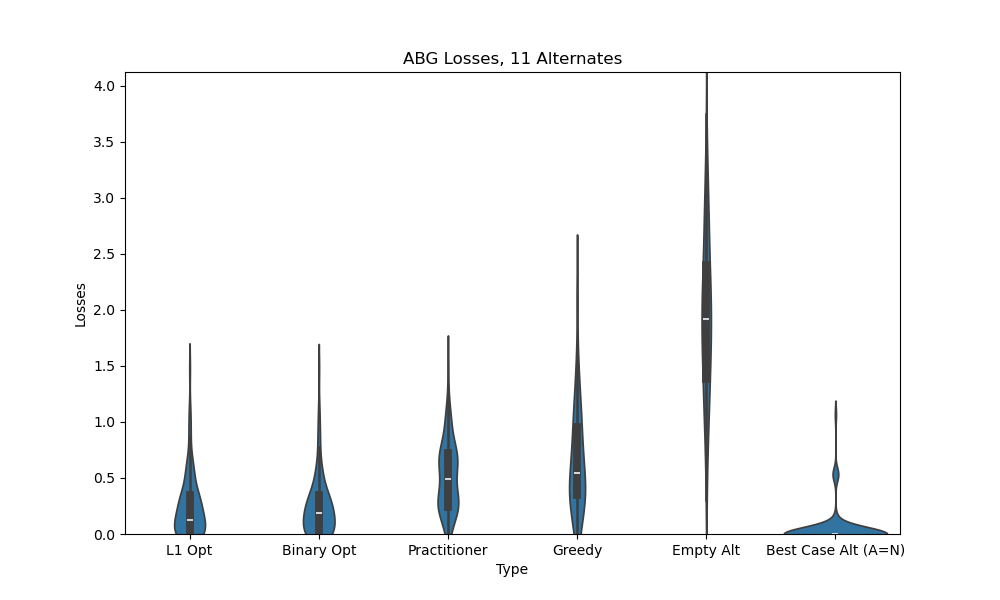 ABG Losses, 11 Alternates
4.0
3.5
3.0
2.5
2.0
1.5
1.0
0.5
0.0
Losses
L1 Opt
Binary Opt
Practitioner
Greedy
Empty Alt
Best Case Alt (A=N)
Type